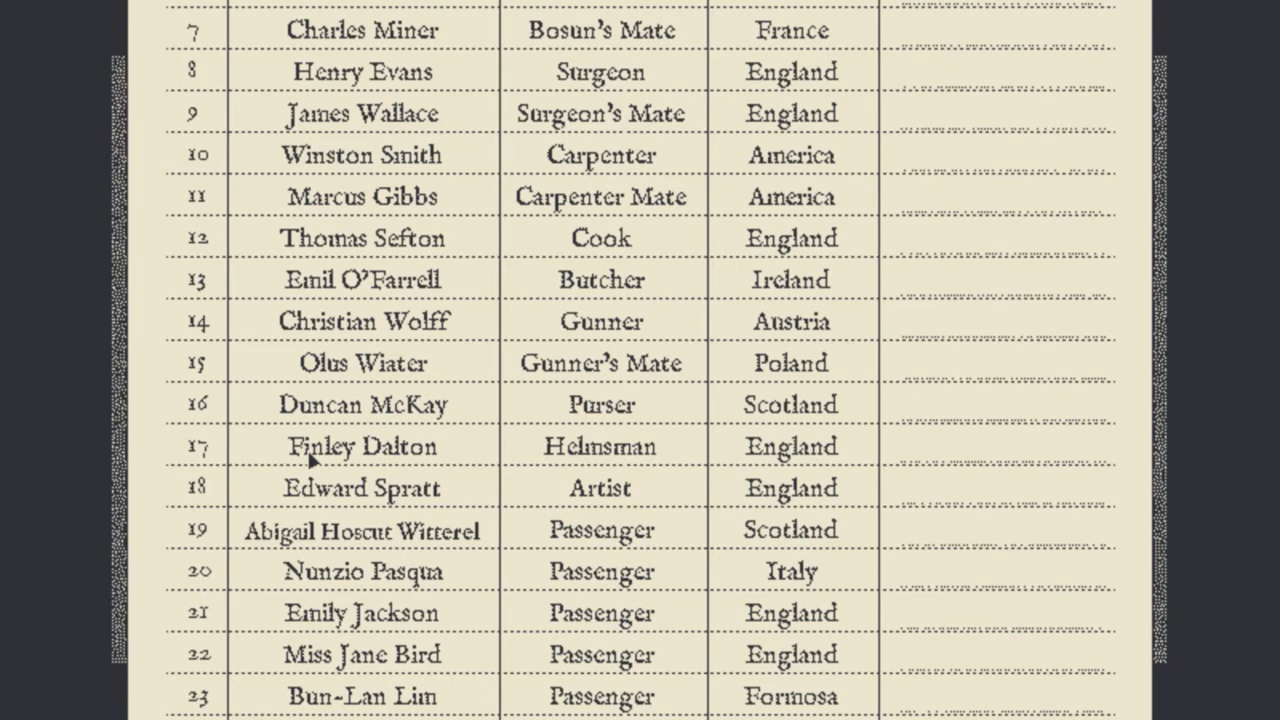 7 Charles Miner Bosun's Mate France
8 Henry Evans Surgeon England
9 James Wallace Surgeon's Mate England
10 Winston Smith Carpenter America
11 Marcus Gibbs Carpenter Mate America
12 Thomas Sefton Cook England
13 Emil O'Farrell Butcher Ireland
14 Christian Wolff Gunner Austria
15 Olus Wiater Gunner's Mate Poland
16 Duncan McKay Purser Scotland
17 Finley Dalton Helmsman England
18 Edward Spratt Artist England
19 Abigail Hoscut Witterel Passenger Scotland
20 Nunzio Pasqua Passenger Italy
21 Emily Jackson Passenger England
22 Miss Jane Bird Passenger England
23 Bun-Lan Lim Passenger Formosa